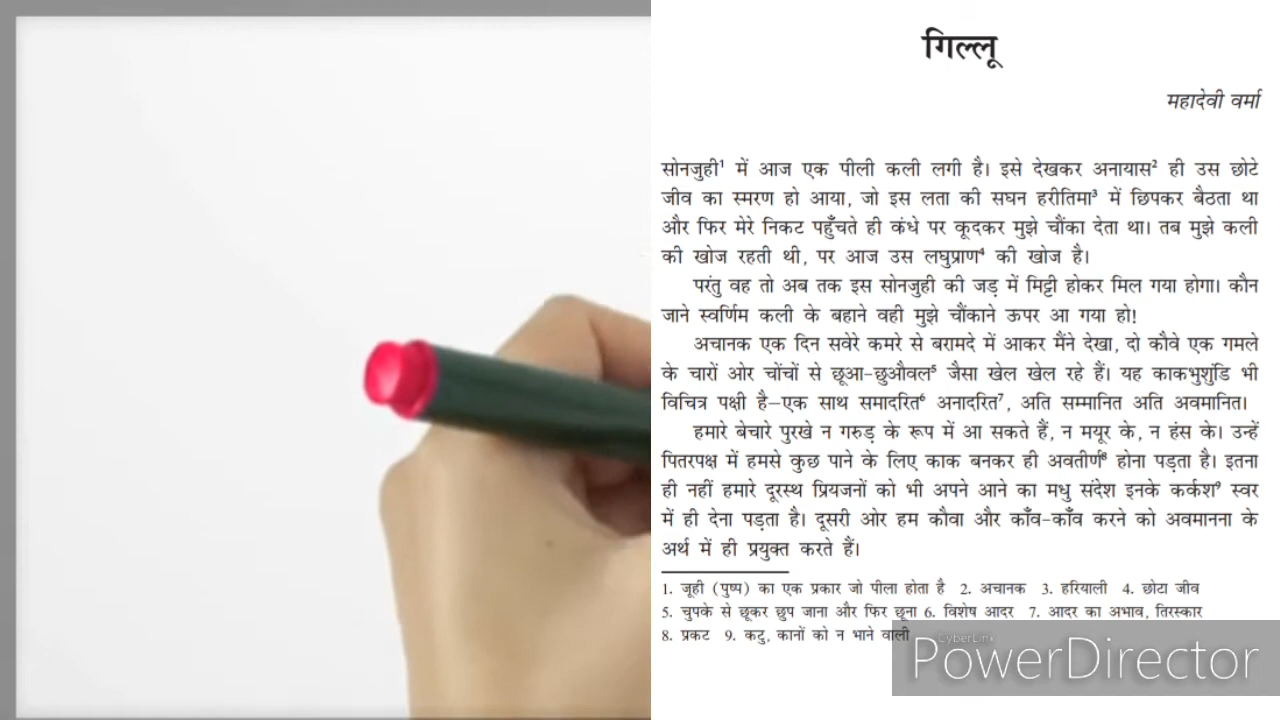 गिल्लू
महादेवी वर्मा
सोनजुही¹ में आज एक पीली कली लगी है। इसे देखकर अनायास² ही उस छोटे
जीव का स्मरण हो आया, जो इस लता की सघन हरीतिमा³ में छिपकर बैठता था
और फिर मेरे निकट पहुँचते ही कंधे पर कूदकर मुझे चौंका देता था। तब मुझे कली
की खोज रहती थी, पर आज उस लघुप्राण⁴ की खोज है।
परंतु वह तो अब तक इस सोनजुही की जड़ में मिट्टी होकर मिल गया होगा। कौन
जाने स्वर्णिम कली के बहाने वही मुझे चौंकाने ऊपर आ गया हो!
अचानक एक दिन सवेरे कमरे से बरामदे में आकर मैंने देखा, दो कौवे एक गमले
के चारों ओर चोंचों से छूआ-छुऔवल⁵ जैसा खेल खेल रहे हैं। यह काकभुशुंडि भी
विचित्र पक्षी है—एक साथ समादरित⁶ अनादरित⁷, अति सम्मानित अति अवमानित।
हमारे बेचारे पुरखे न गरुड़ के रूप में आ सकते हैं, न मयूर के, न हंस के। उन्हें
पितरपक्ष में हमसे कुछ पाने के लिए काक बनकर ही अवतीर्ण⁸ होना पड़ता है। इतना
ही नहीं हमारे दूरस्थ प्रियजनों को भी अपने आने का मधु संदेश इनके कर्कश⁹ स्वर
में ही देना पड़ता है। दूसरी ओर हम कौवा और काँव-काँव करने को अवमानना के
अर्थ में ही प्रयुक्त करते हैं।
1. जूही (पुष्प) का एक प्रकार जो पीला होता है 2. अचानक 3. हरियाली 4. छोटा जीव
5. चुपके से छूकर छुप जाना और फिर छूना 6. विशेष आदर 7. आदर का अभाव, तिरस्कार
8. प्रकट 9. कटु, कानों को न भाने वाली
CyberLink
PowerDirector